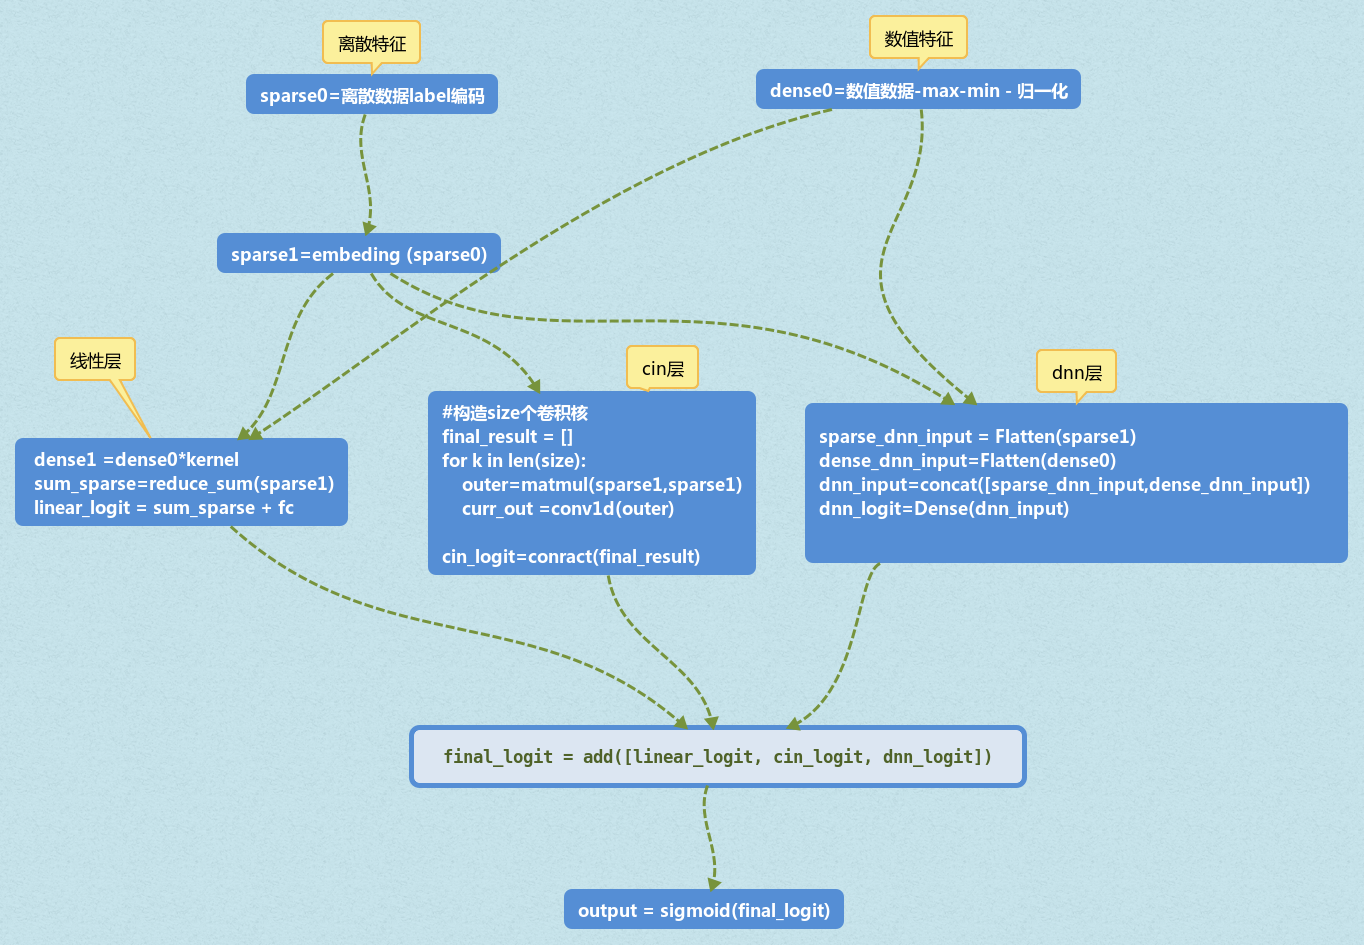 离散特征
数值特征
sparse0=离散数据label编码
dense0=数值数据-max-min - 归一化
sparse1=embeding (sparse0)
线性层
cin层
dnn层
dense1 =dense0*kernel
sum_sparse=reduce_sum(sparse1)
linear_logit = sum_sparse + fc
#构造size个卷积核
final_result = []
for k in len(size):
    outer=matmul(sparse1,sparse1)
    curr_out =conv1d(outer)
cin_logit=conract(final_result)
sparse_dnn_input = Flatten(sparse1)
dense_dnn_input=Flatten(dense0)
dnn_input=concat([sparse_dnn_input,dense_dnn_input])
dnn_logit=Dense(dnn_input)
final_logit = add([linear_logit, cin_logit, dnn_logit])
output = sigmoid(final_logit)